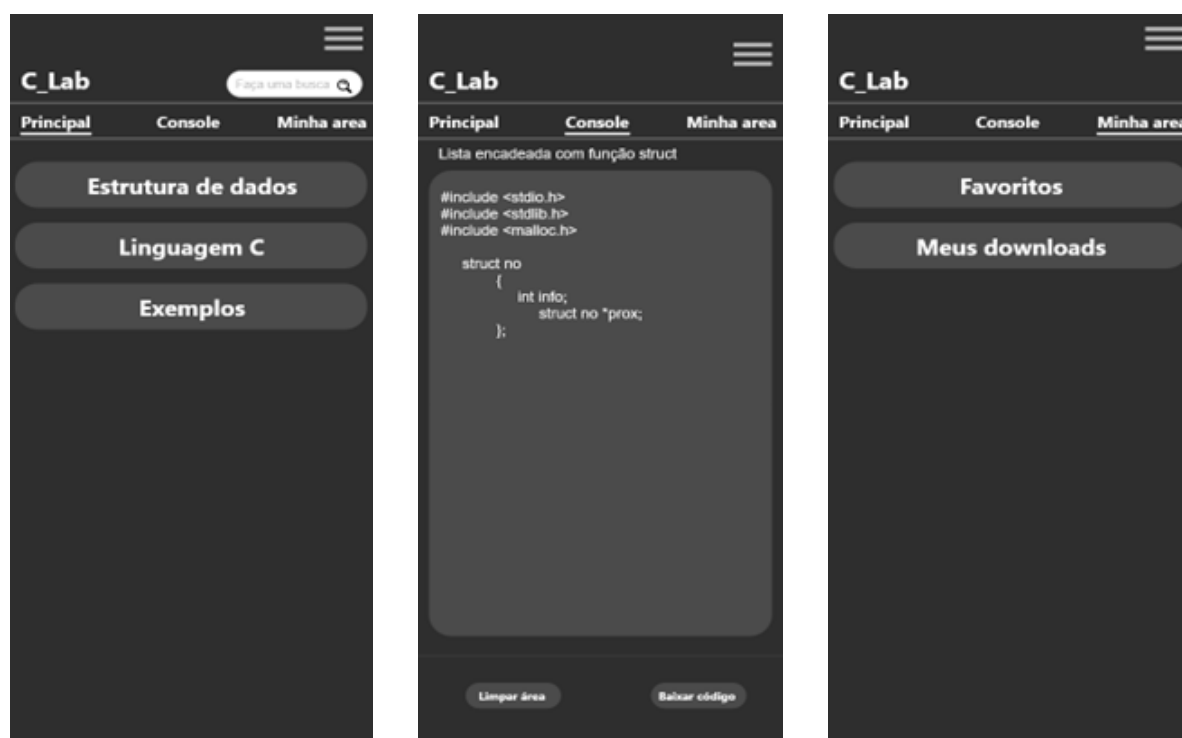 C_Lab
Faça uma busca
Principal Console Minha area
Estrutura de dados
Linguagem C
Exemplos
C_Lab
Principal Console Minha area
Lista encadeada com função struct
#include <stdio.h>
#include <stdlib.h>
#include <malloc.h>
struct no
{
int info;
struct no *prox;
};
Limpar área Baixar código
C_Lab
Principal Console Minha area
Favoritos
Meus downloads